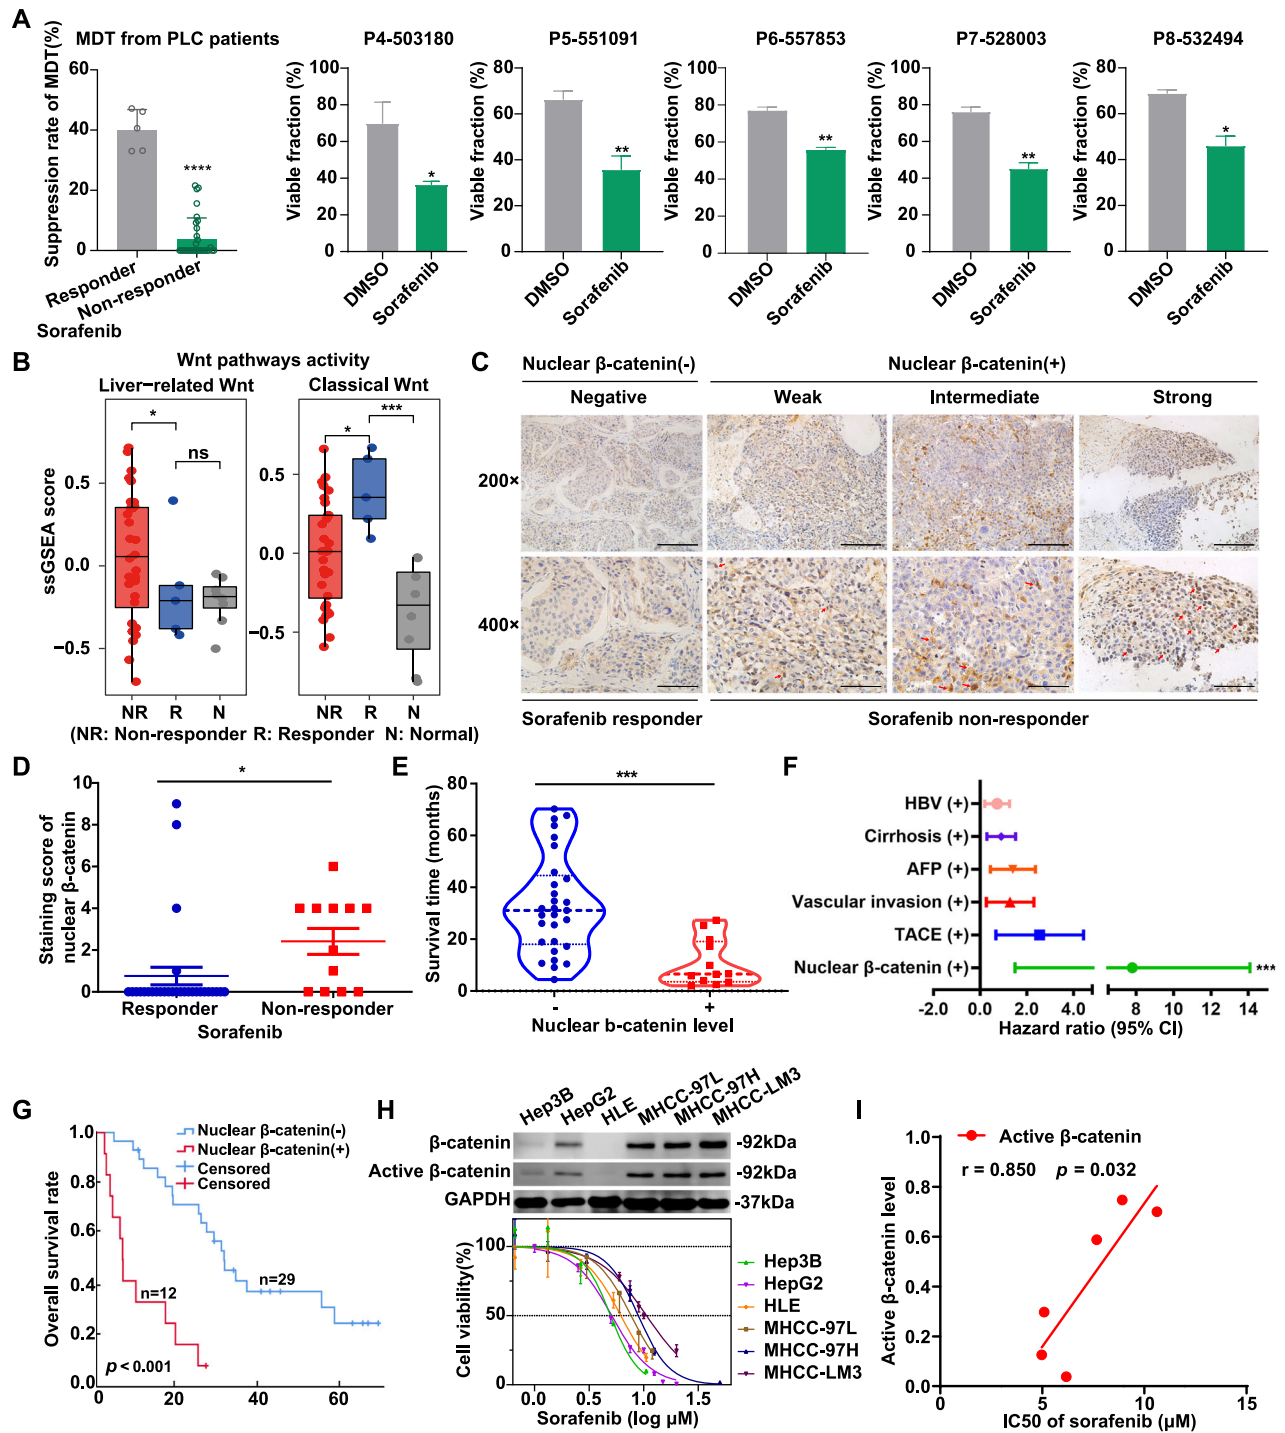 A
MDT from PLC patients
Suppression rate of MDT(%)
60
40
20
0
****
Responder
Non-responder
Sorafenib
P4-503180
Viable fraction (%)
100
80
60
40
20
0
*
DMSO
Sorafenib
P5-551091
Viable fraction (%)
80
60
40
20
0
**
DMSO
Sorafenib
P6-557853
Viable fraction (%)
100
80
60
40
20
0
**
DMSO
Sorafenib
P7-528003
Viable fraction (%)
100
80
60
40
20
0
**
DMSO
Sorafenib
P8-532494
Viable fraction (%)
80
60
40
20
0
*
DMSO
Sorafenib
B
Wnt pathways activity
Liver−related Wnt
Classical Wnt
ssGSEA score
0.5
0.0
−0.5
*
ns
NR R N
0.5
0.0
−0.5
*
***
NR R N
(NR: Non-responder R: Responder N: Normal)
C
Nuclear β-catenin(-)
Nuclear β-catenin(+)
Negative
Weak
Intermediate
Strong
200×
400×
Sorafenib responder
Sorafenib non-responder
D
Staining score of
nuclear β-catenin
10
8
6
4
2
0
*
Responder
Non-responder
Sorafenib
E
Survival time (months)
80
60
40
20
0
***
-
+
Nuclear b-catenin level
F
HBV (+)
Cirrhosis (+)
AFP (+)
Vascular invasion (+)
TACE (+)
Nuclear β-catenin (+)
***
-2.0 0.0 2.0 4.0 6 8 10 12 14
Hazard ratio (95% CI)
G
Overall survival rate
1.0
0.8
0.6
0.4
0.2
0.0
Nuclear β-catenin(-)
Nuclear β-catenin(+)
Censored
Censored
n=29
n=12
p < 0.001
0 20 40 60
H
Hep3B
HepG2
HLE
MHCC-97L
MHCC-97H
MHCC-LM3
β-catenin
-92kDa
Active β-catenin
-92kDa
GAPDH
-37kDa
Cell viability(%)
100
50
0
0.0 0.5 1.0 1.5
Sorafenib (log μM)
Hep3B
HepG2
HLE
MHCC-97L
MHCC-97H
MHCC-LM3
I
Active β-catenin
r = 0.850 p = 0.032
Active β-catenin level
1.0
0.8
0.6
0.4
0.2
0.0
0 5 10 15
IC50 of sorafenib (μM)